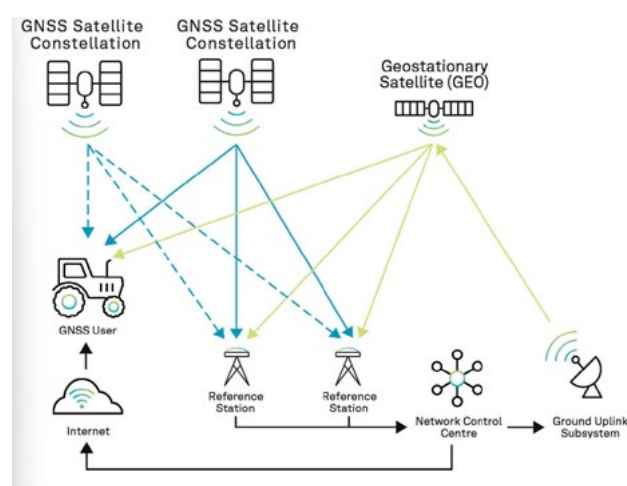 GNSS Satellite
Constellation
GNSS Satellite
Constellation
Geostationary
Satellite (GEO)
GNSS User
Internet
Reference
Station
Reference
Station
Network Control
Centre
Ground Uplink
Subsystem